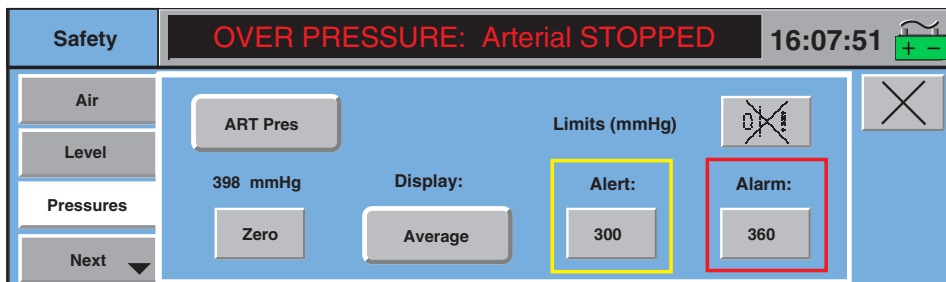 Safety
OVER PRESSURE: Arterial STOPPED
16:07:51
Air
Level
Pressures
Next
ART Pres
Limits (mmHg)
398 mmHg
Display:
Alert:
Alarm:
Zero
Average
300
360